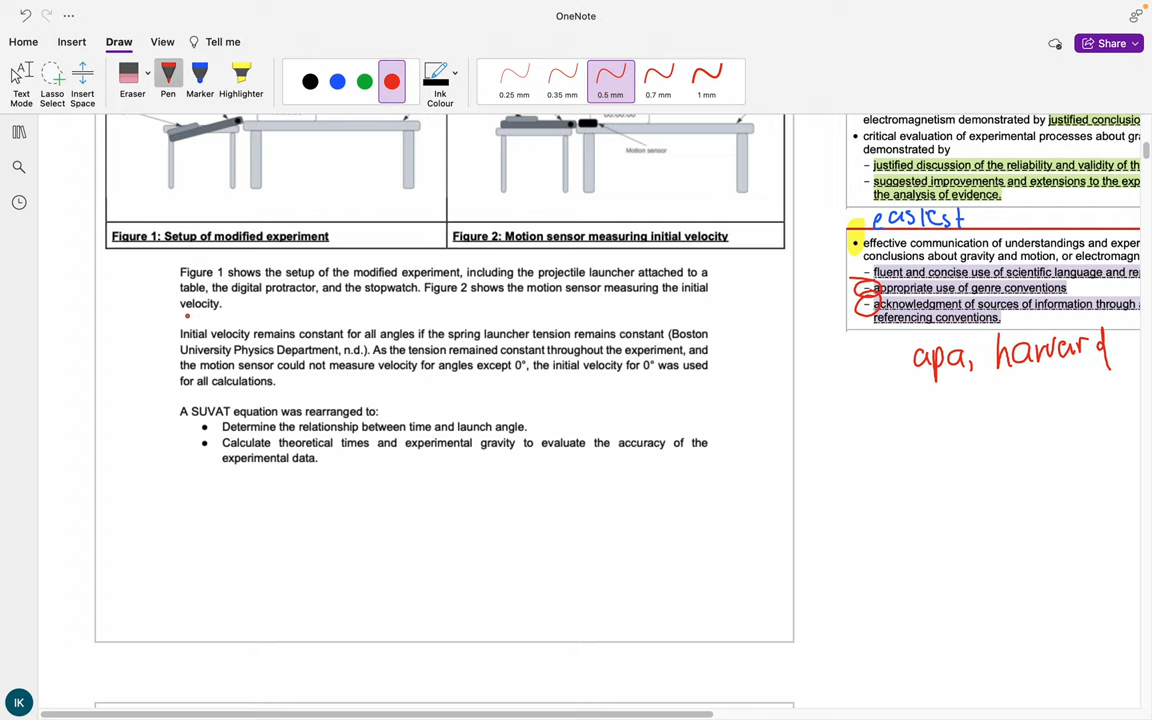 OneNote
Home Insert Draw View Tell me
Share
Text Mode
Lasso Select
Insert Space
Eraser
Pen
Marker
Highlighter
Ink Colour
0.25 mm
0.35 mm
0.5 mm
0.7 mm
1 mm
Motion sensor
Figure 1: Setup of modified experiment
Figure 2: Motion sensor measuring initial velocity
Figure 1 shows the setup of the modified experiment, including the projectile launcher attached to a
table, the digital protractor, and the stopwatch. Figure 2 shows the motion sensor measuring the initial
velocity.
Initial velocity remains constant for all angles if the spring launcher tension remains constant (Boston
University Physics Department, n.d.). As the tension remained constant throughout the experiment, and
the motion sensor could not measure velocity for angles except 0°, the initial velocity for 0° was used
for all calculations.
A SUVAT equation was rearranged to:
● Determine the relationship between time and launch angle.
● Calculate theoretical times and experimental gravity to evaluate the accuracy of the
experimental data.
electromagnetism demonstrated by justified conclusio
• critical evaluation of experimental processes about gra
demonstrated by
– justified discussion of the reliability and validity of th
– suggested improvements and extensions to the exp
the analysis of evidence.
easiest
• effective communication of understandings and exper
conclusions about gravity and motion, or electromagn
– fluent and concise use of scientific language and re
– appropriate use of genre conventions
– acknowledgment of sources of information through
referencing conventions.
apa, harvard
IK